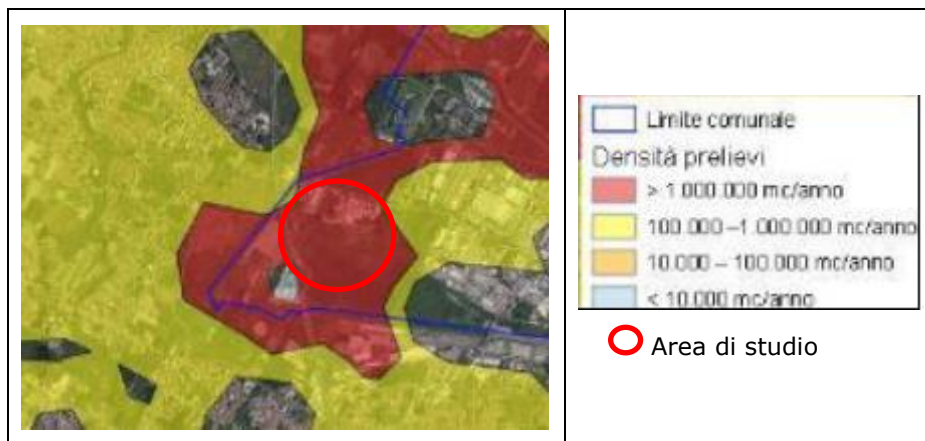 Limite comunale
Densità prelievi
> 1.000.000 mc/anno
100.000 –1.000.000 mc/anno
10.000 – 100.000 mc/anno
< 10.000 mc/anno
Area di studio